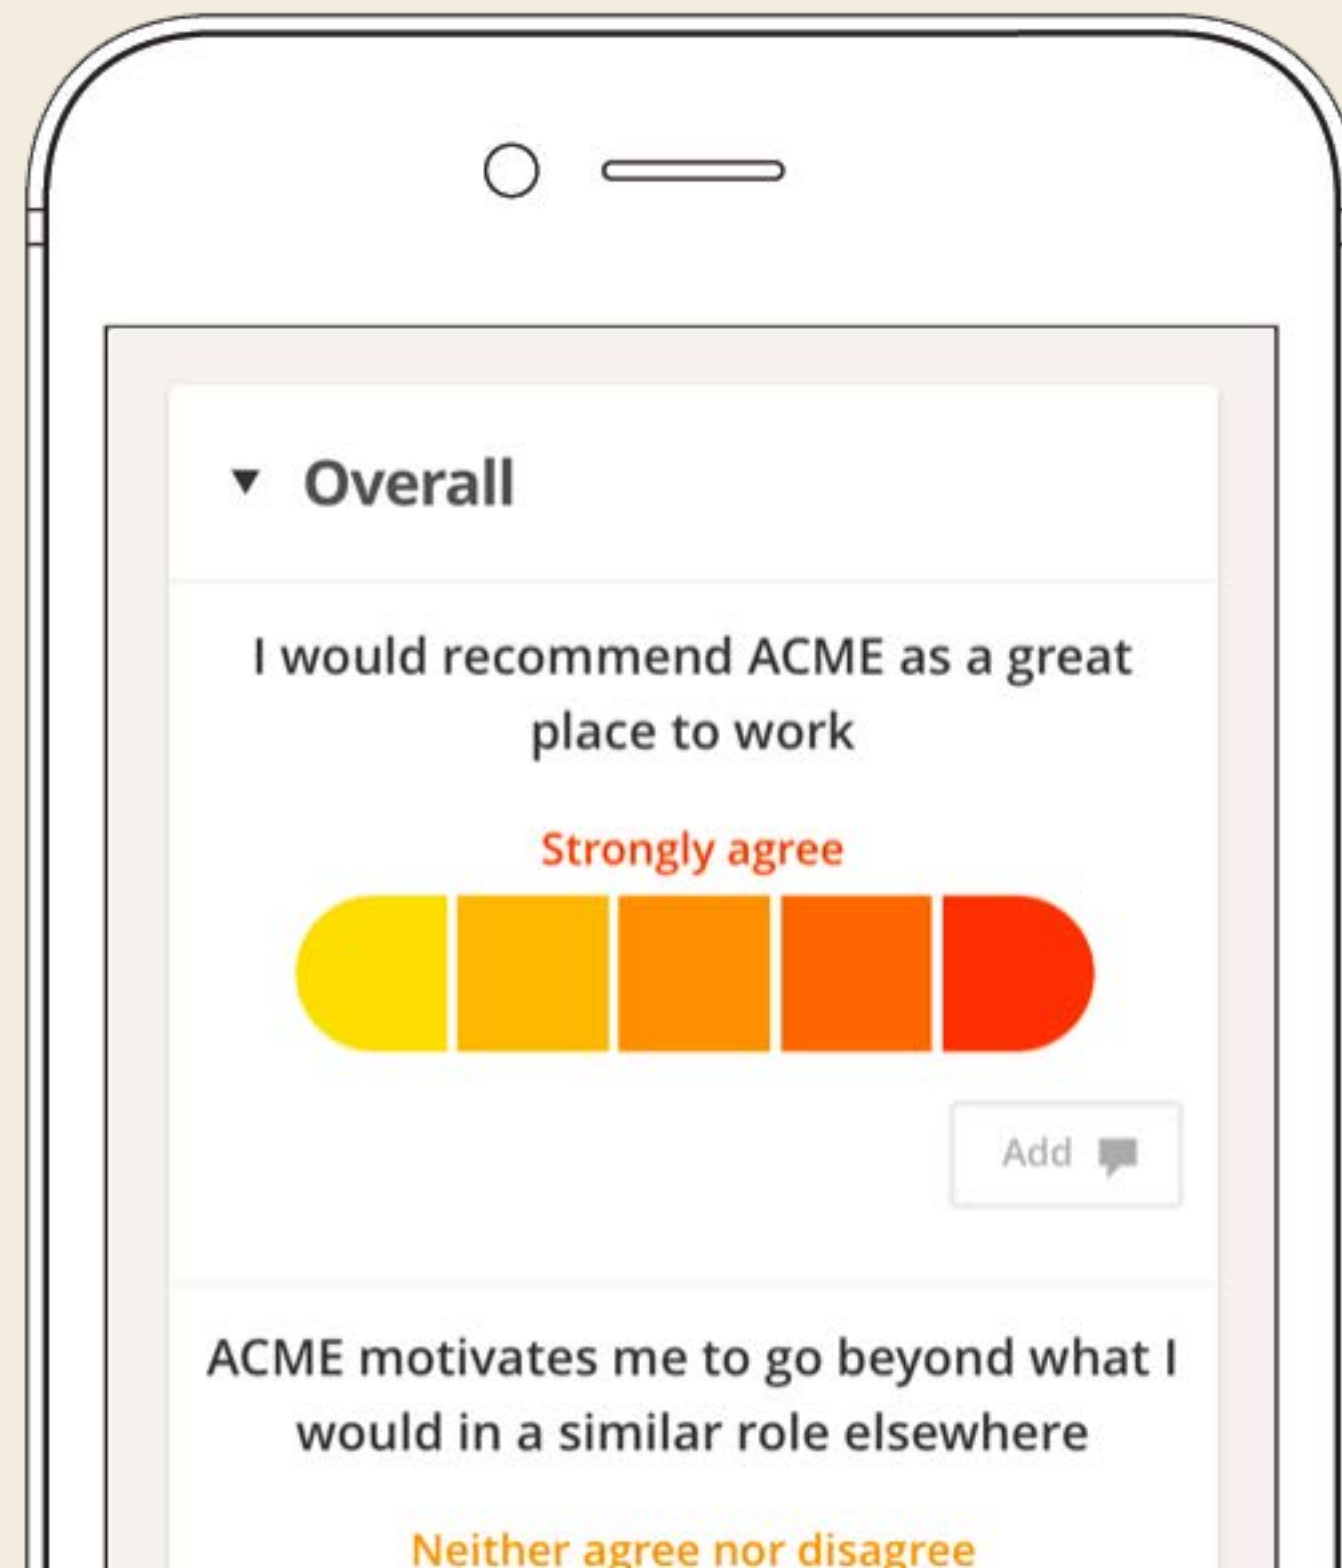 Overall
I would recommend ACME as a great
place to work
Strongly agree
Add
ACME motivates me to go beyond what I
would in a similar role elsewhere
Neither agree nor disagree